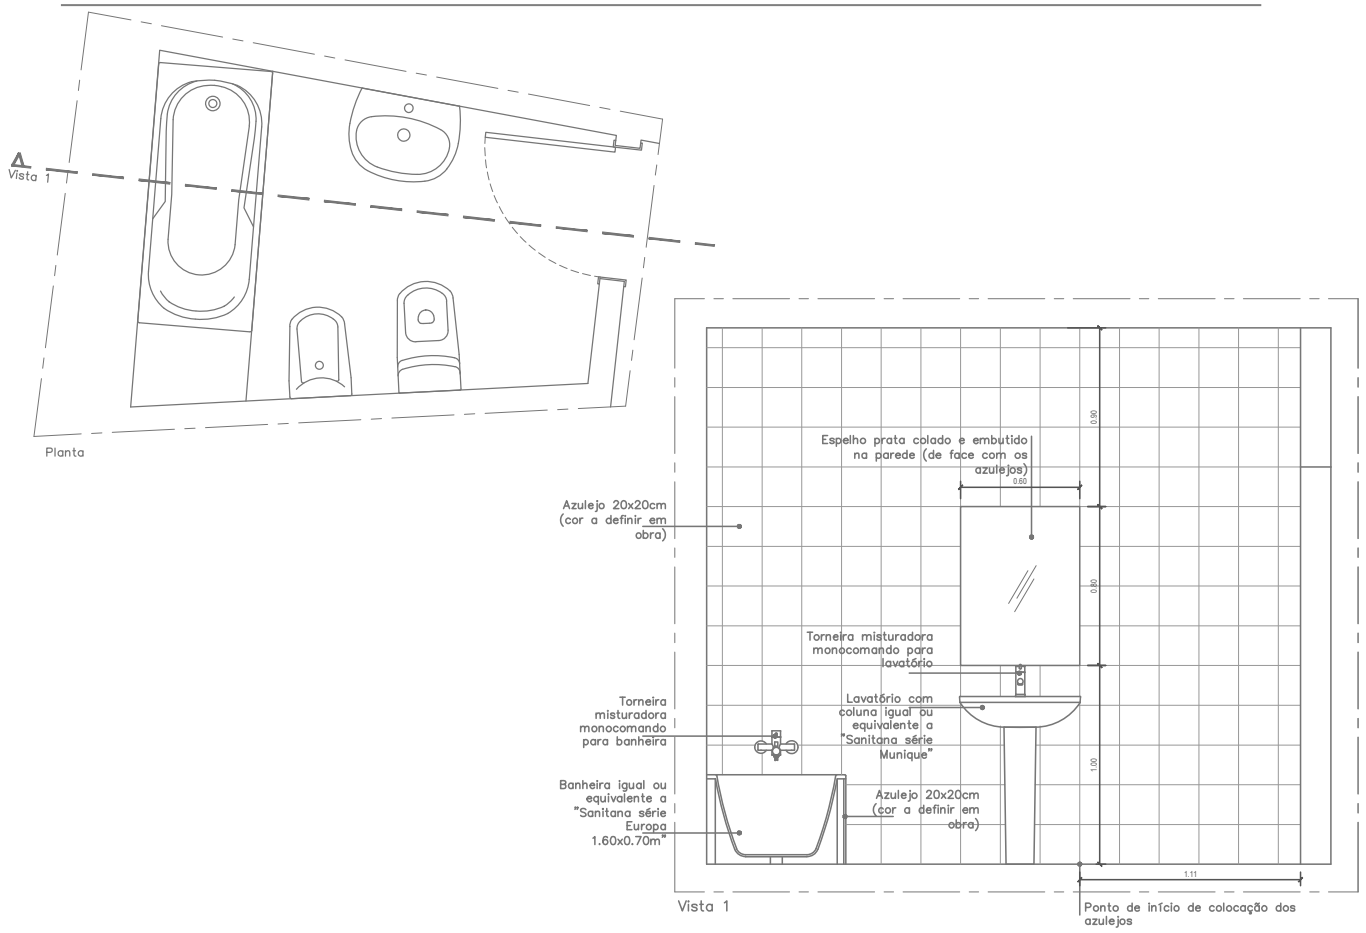 Vista 1
Planta
Espelho prata colado e embutido
na parede (de face com os
azulejos)
0.60
0.90
Azulejo 20x20cm
(cor a definir em
obra)
0.80
Torneira misturadora
monocomando para
lavatório
Torneira
misturadora
monocomando
para banheira
Lavatório com
coluna igual ou
equivalente a
"Sanitana série
Munique"
1.00
Banheira igual ou
equivalente a
"Sanitana série
Europa
1.60x0.70m"
Azulejo 20x20cm
(cor a definir em
obra)
1.11
Vista 1
Ponto de início de colocação dos
azulejos